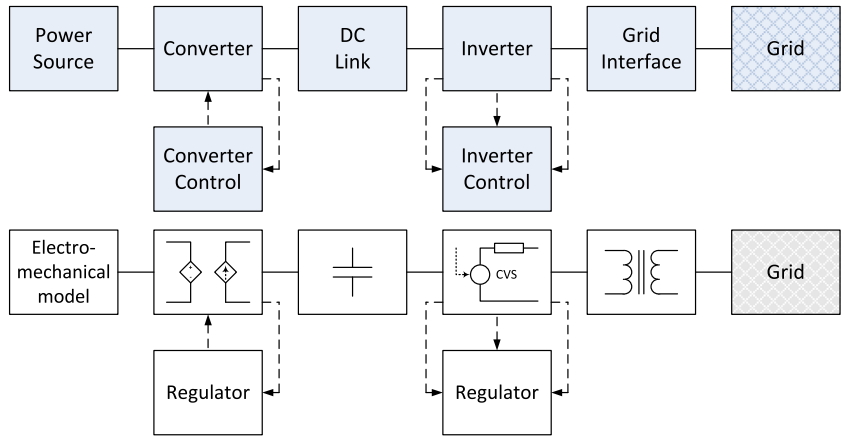 Power
Source
Converter
DC
Link
Inverter
Grid
Interface
Grid
Converter
Control
Inverter
Control
Electro-
mechanical
model
CVS
Grid
Regulator
Regulator